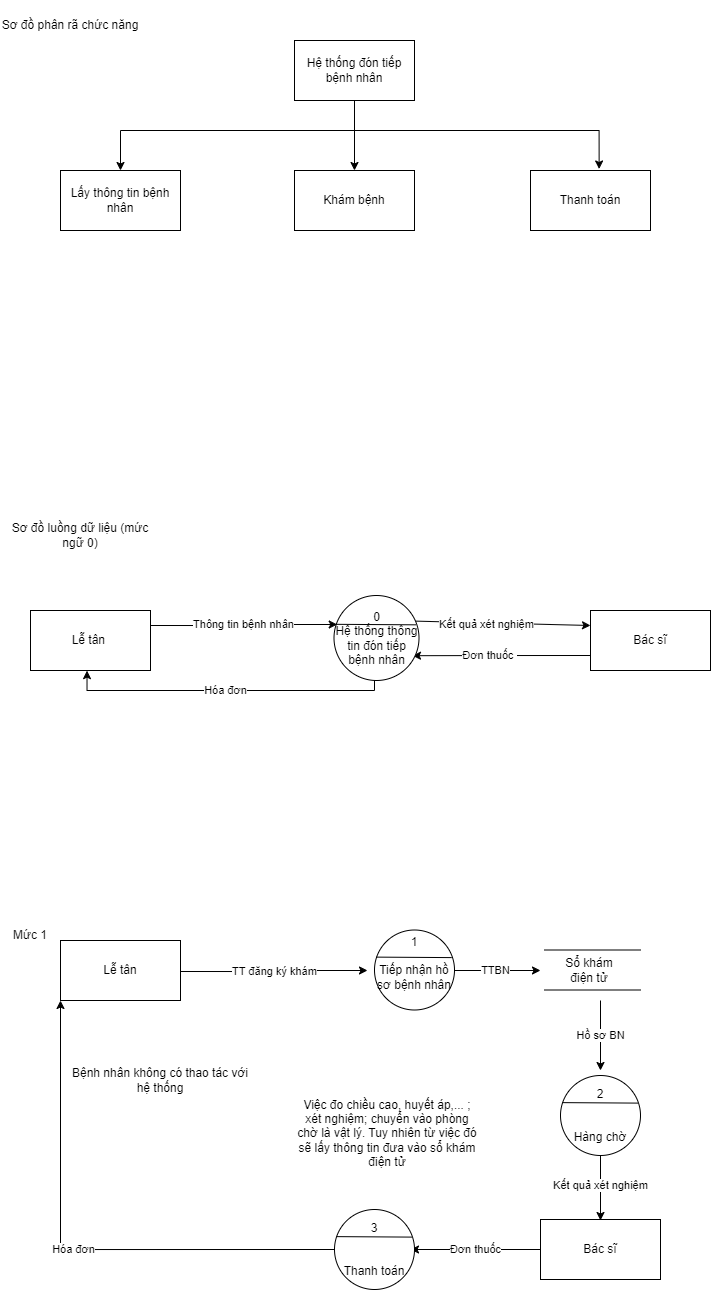 Sơ đồ phân rã chức năng
Hệ thống đón tiếp
bệnh nhân
Lấy thông tin bệnh
nhân
Khám bệnh
Thanh toán
Sơ đồ luồng dữ liệu (mức
ngữ 0)
Lễ tân
Thông tin bệnh nhân
0
Hệ thống thông
tin đón tiếp
bệnh nhân
Kết quả xét nghiệm
Đơn thuốc
Bác sĩ
Hóa đơn
Mức 1
Lễ tân
TT đăng ký khám
1
Tiếp nhận hồ
sơ bệnh nhân
TTBN
Sổ khám
điện tử
Hồ sơ BN
Bệnh nhân không có thao tác với
hệ thống
Việc đo chiều cao, huyết áp,... ;
xét nghiệm; chuyển vào phòng
chờ là vật lý. Tuy nhiên từ việc đó
sẽ lấy thông tin đưa vào sổ khám
điện tử
2
Hàng chờ
Kết quả xét nghiệm
Hóa đơn
3
Thanh toán
Đơn thuốc
Bác sĩ